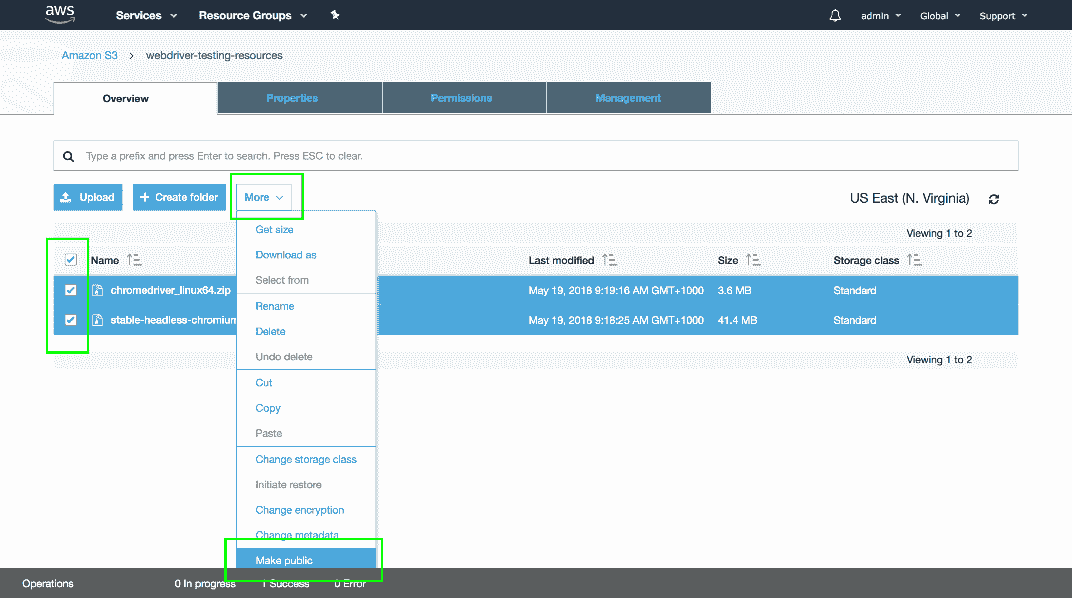 aws Services Resource Groups admin Global Support
Amazon S3 > webdriver-testing-resources
Overview Properties Permissions Management
Type a prefix and press Enter to search. Press ESC to clear.
Upload + Create folder More US East (N. Virginia)
Get size
Viewing 1 to 2
Download as
Name Last modified Size Storage class
Select from
chromedriver_linux64.zip May 19, 2018 9:19:16 AM GMT+1000 3.6 MB Standard
Rename
stable-headless-chromium May 19, 2018 9:18:25 AM GMT+1000 41.4 MB Standard
Delete
Undo delete
Viewing 1 to 2
Cut
Copy
Paste
Change storage class
Initiate restore
Change encryption
Change metadata
Make public
Operations 0 In progress 1 Success 0 Error